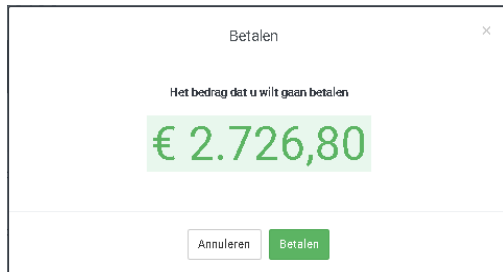 Betalen
×
Het bedrag dat u wilt gaan betalen
€ 2.726,80
Annuleren
Betalen